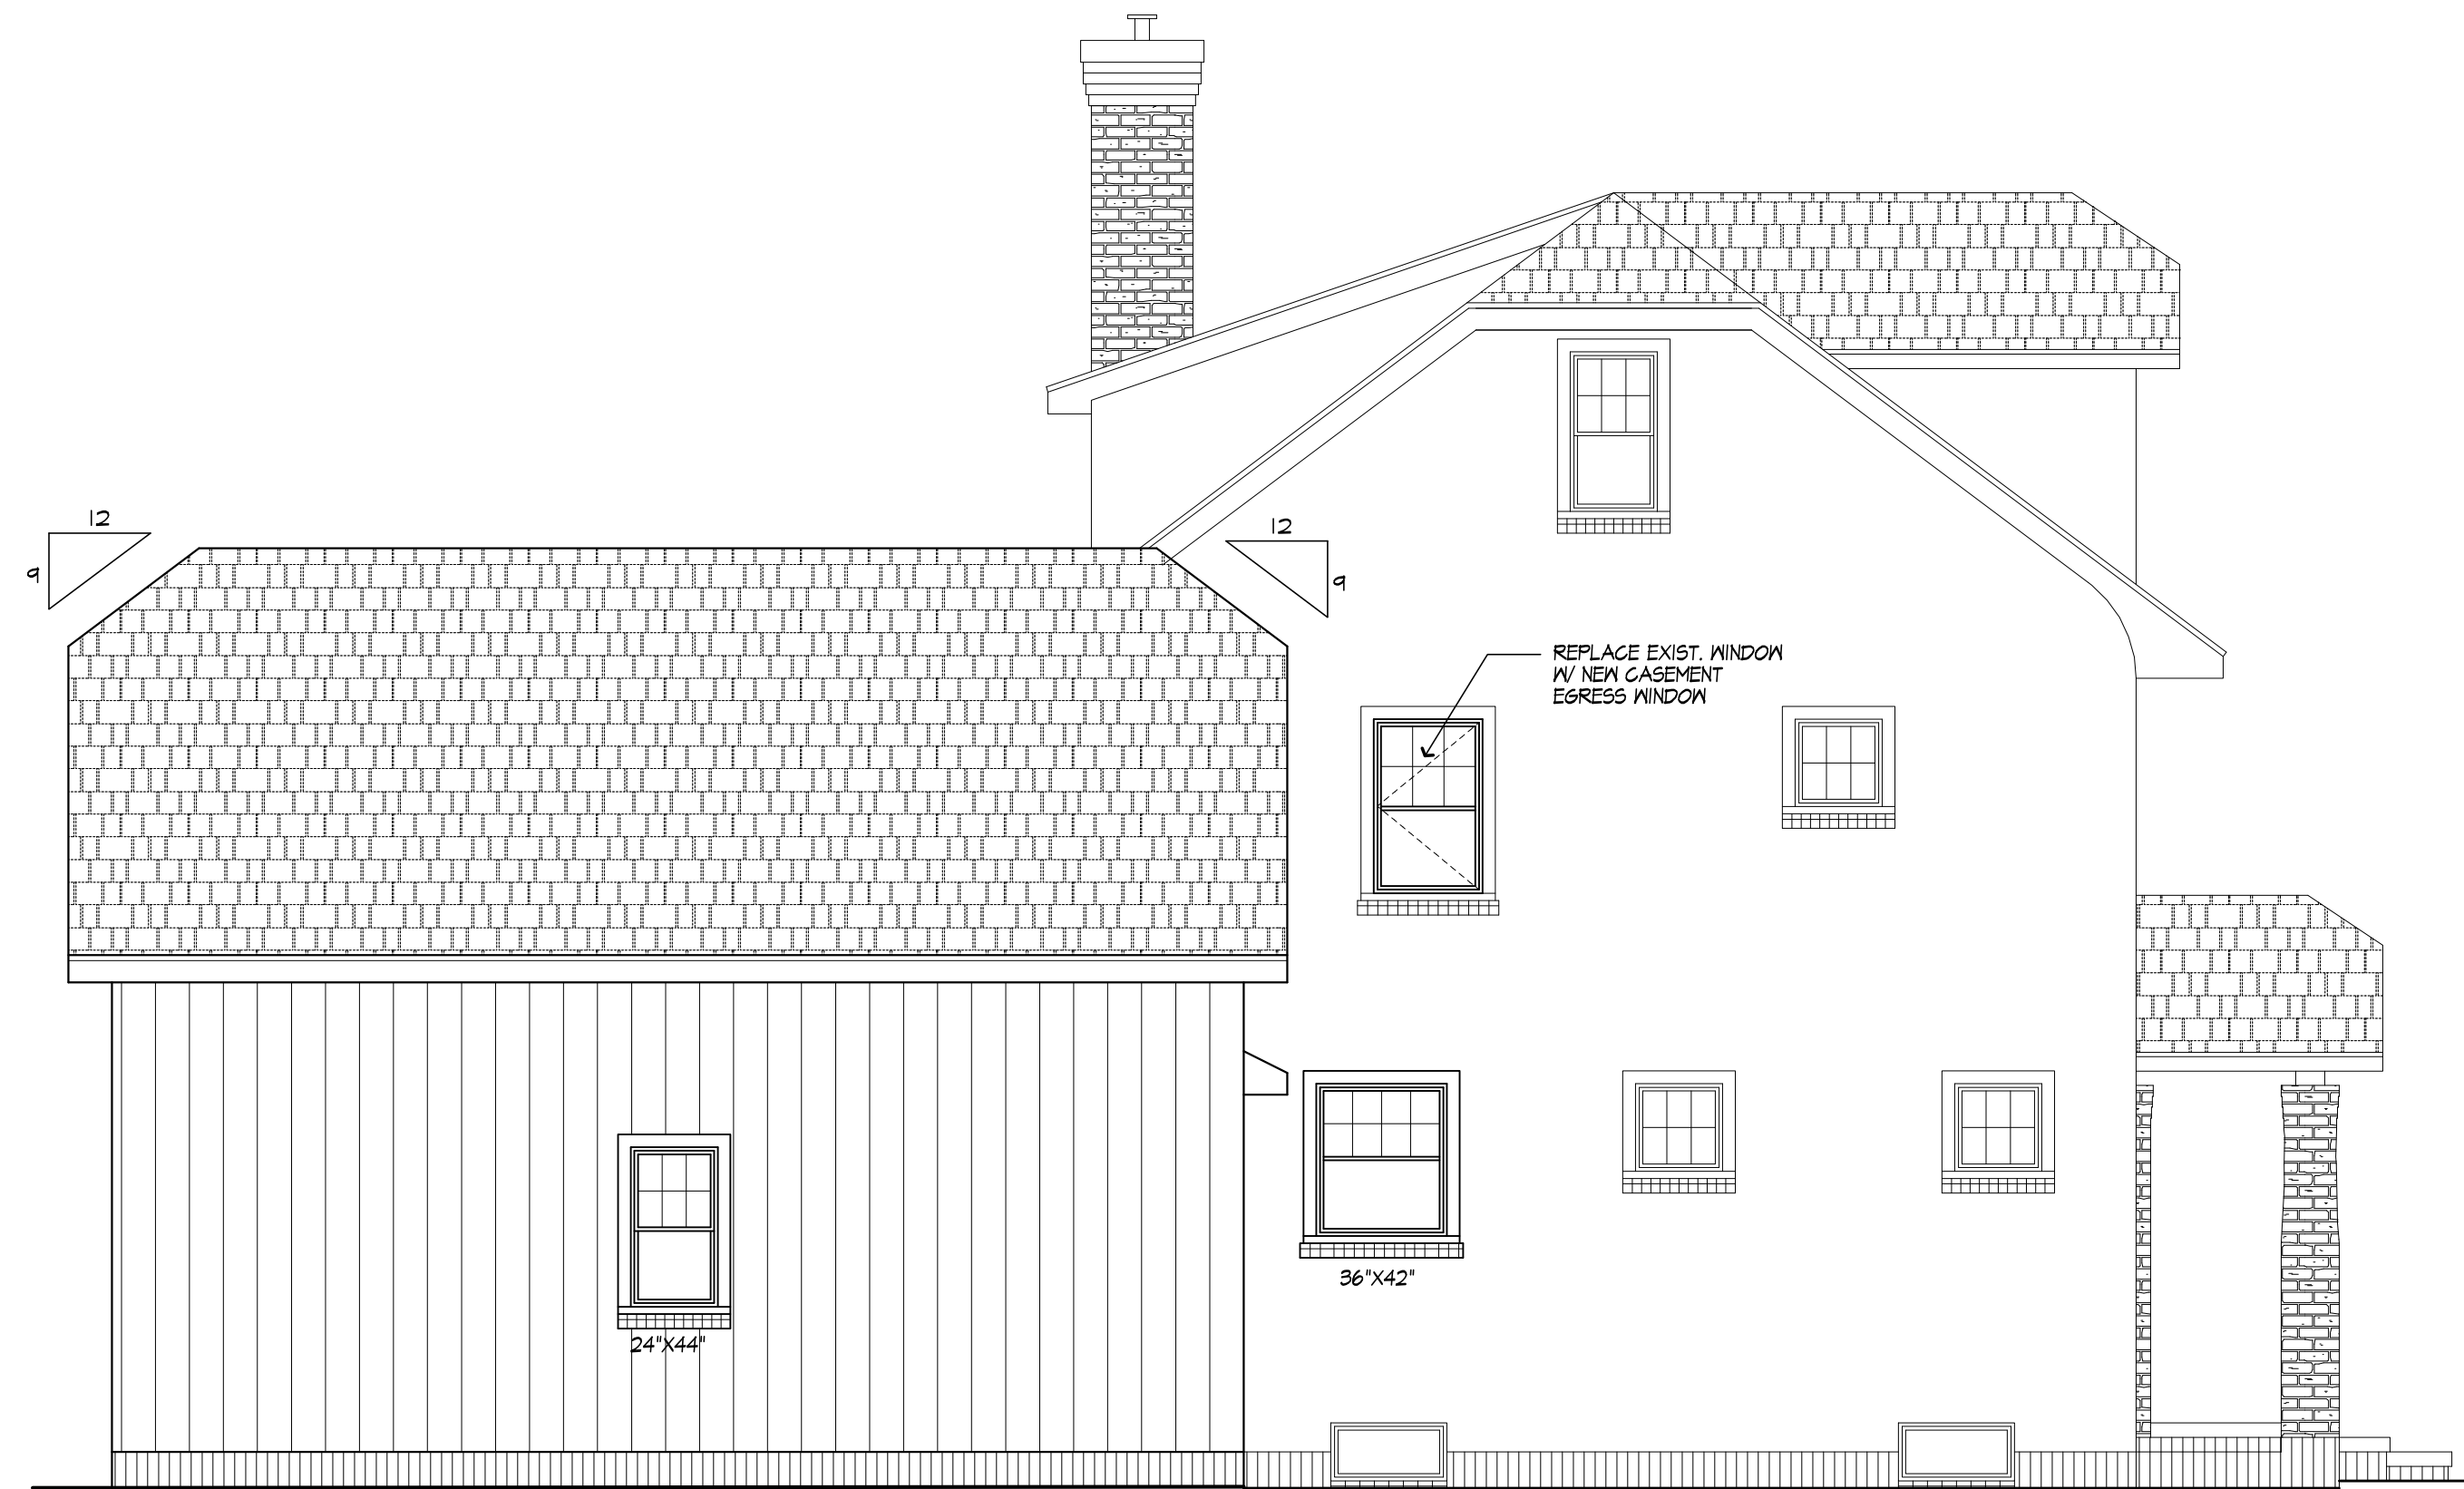 12
9
12
9
REPLACE EXIST. WINDOW
W/ NEW CASEMENT
EGRESS WINDOW
36"X42"
24"X44"